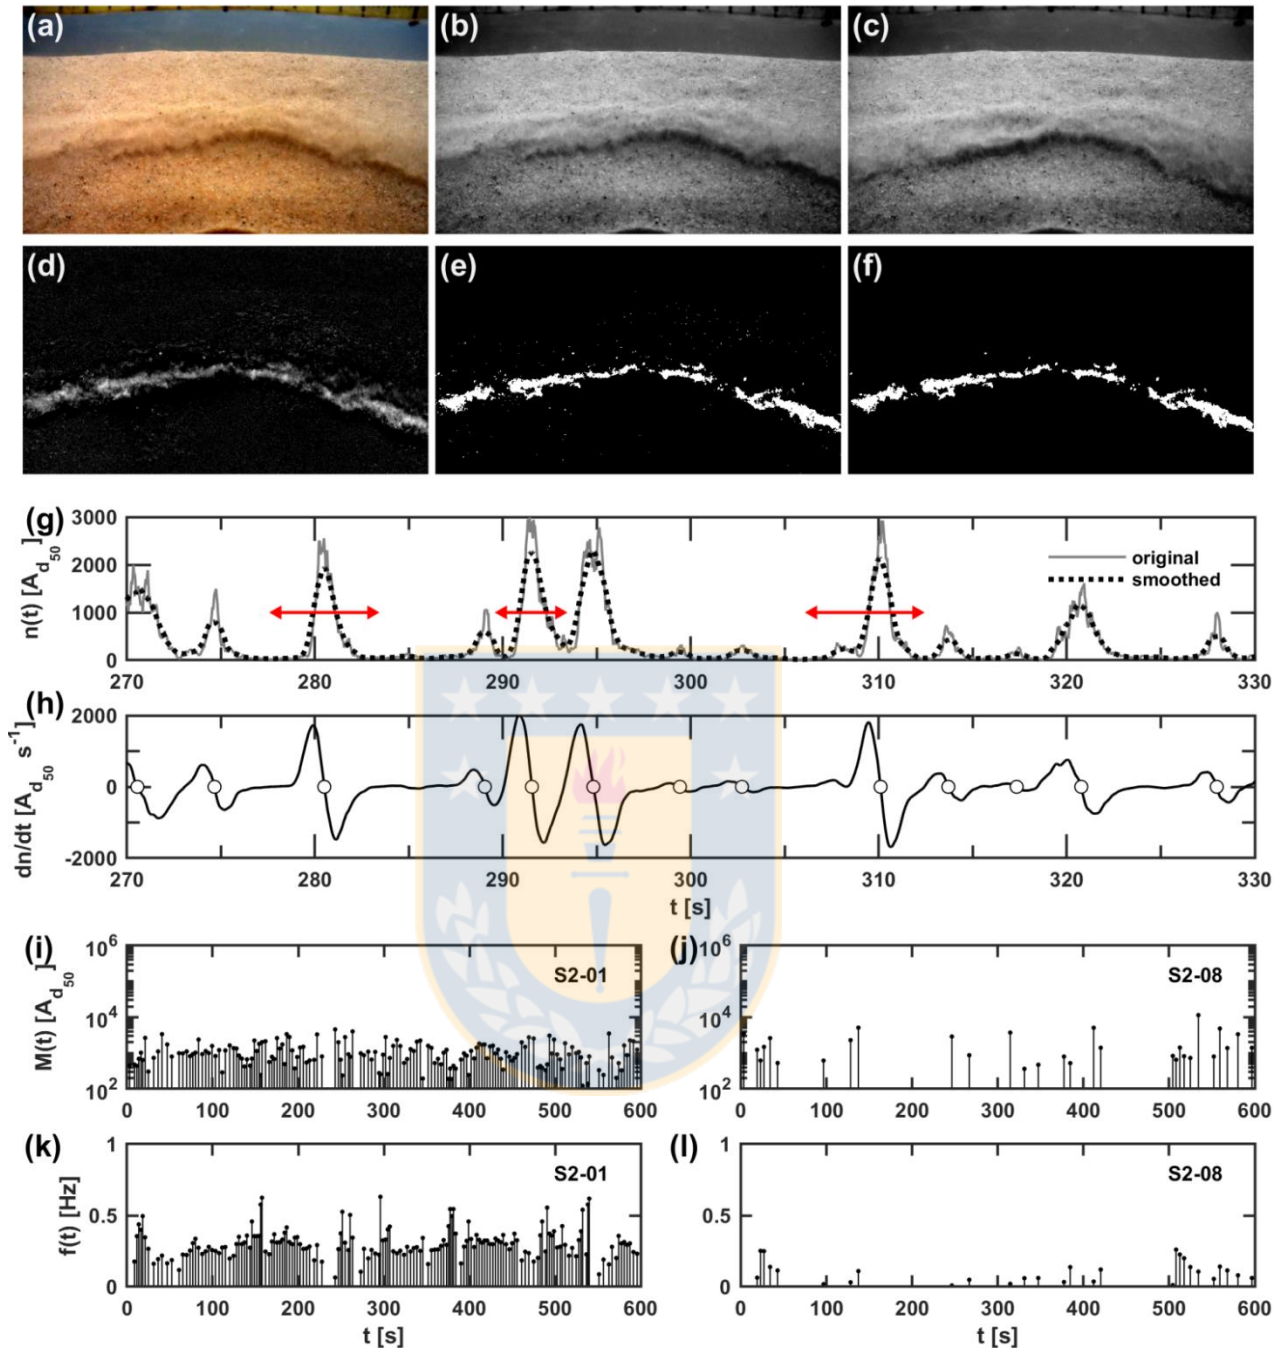 (a) (b) (c)
(d) (e) (f)
(g)
n(t) [A_d50]
3000
2000
1000
0
original
smoothed
270 280 290 300 310 320 330
(h)
dn/dt [A_d50 s^-1]
2000
0
-2000
270 280 290 300 310 320 330
t [s]
(i)
M(t) [A_d50]
10^6
10^4
10^2
S2-01
0 100 200 300 400 500 600
(j)
10^6
10^4
10^2
S2-08
0 100 200 300 400 500 600
(k)
f(t) [Hz]
1
0.5
0
S2-01
0 100 200 300 400 500 600
t [s]
(l)
1
0.5
0
S2-08
0 100 200 300 400 500 600
t [s]